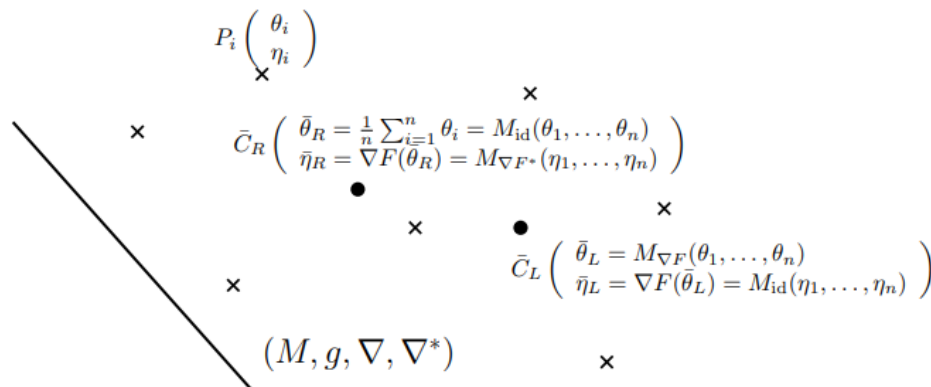 P_i ( θ_i
η_i )
C̄_R ( θ̄_R = 1/n ∑_{i=1}^{n} θ_i = M_id(θ_1, . . . , θ_n)
η̄_R = ∇F(θ̄_R) = M_{∇F*}(η_1, . . . , η_n) )
C̄_L ( θ̄_L = M_{∇F}(θ_1, . . . , θ_n)
η̄_L = ∇F(θ̄_L) = M_id(η_1, . . . , η_n) )
(M, g, ∇, ∇*)